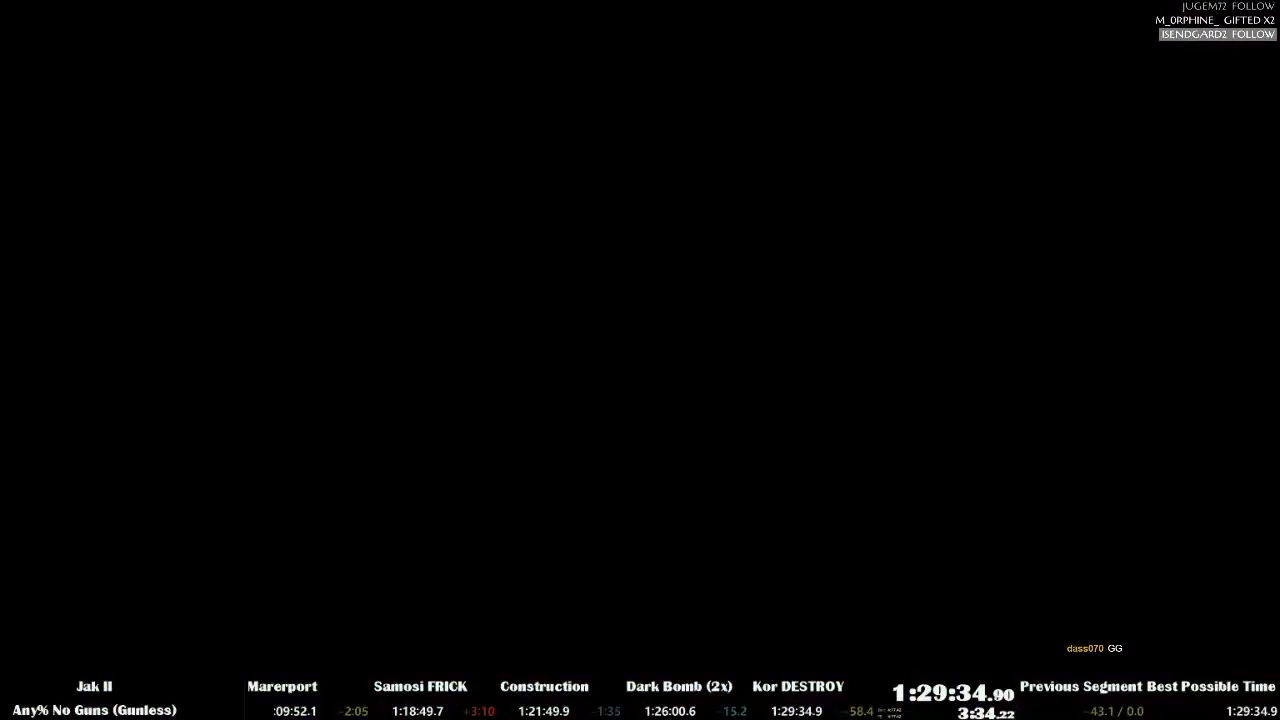 JUGEM72 FOLLOW
M_0RPHINE_ GIFTED X2
ISENDGARD2 FOLLOW
dass070 GG
Jak II Marerport Samosi FRICK Construction Dark Bomb (2x) Kor DESTROY 1:29:34.90 Previous Segment Best Possible Time
Any% No Guns (Gunless) :09:52.1 −2:05 1:18:49.7 +3:10 1:21:49.9 −1:35 1:26:00.6 −15.2 1:29:34.9 −58.4 3:34.22 −43.1 / 0.0 1:29:34.9